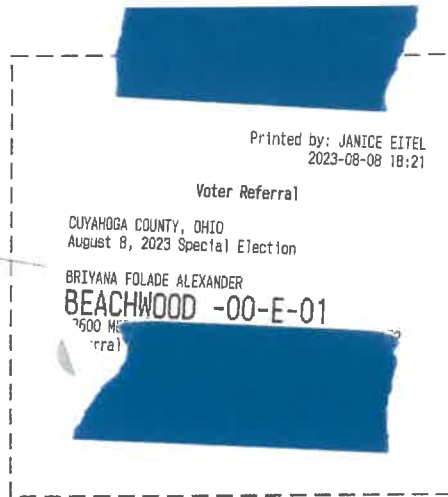 Printed by: JANICE EITEL
2023-08-08 18:21
Voter Referral
CUYAHOGA COUNTY, OHIO
August 8, 2023 Special Election
BRIYANA FOLADE ALEXANDER
BEACHWOOD -00-E-01